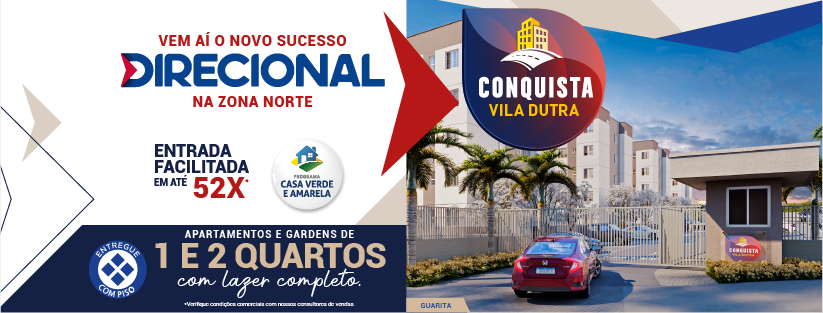 VEM AÍ O NOVO SUCESSO
DIRECIONAL
NA ZONA NORTE
ENTRADA
FACILITADA
EM ATÉ 52X*
PROGRAMA
CASA VERDE
E AMARELA
ENTREGUE
COM PISO
APARTAMENTOS E GARDENS DE
1 E 2 QUARTOS
com lazer completo.
*Verifique condições comerciais com nossos consultores de vendas.
CONQUISTA
VILA DUTRA
CONQUISTA
VILA DUTRA
GUARITA